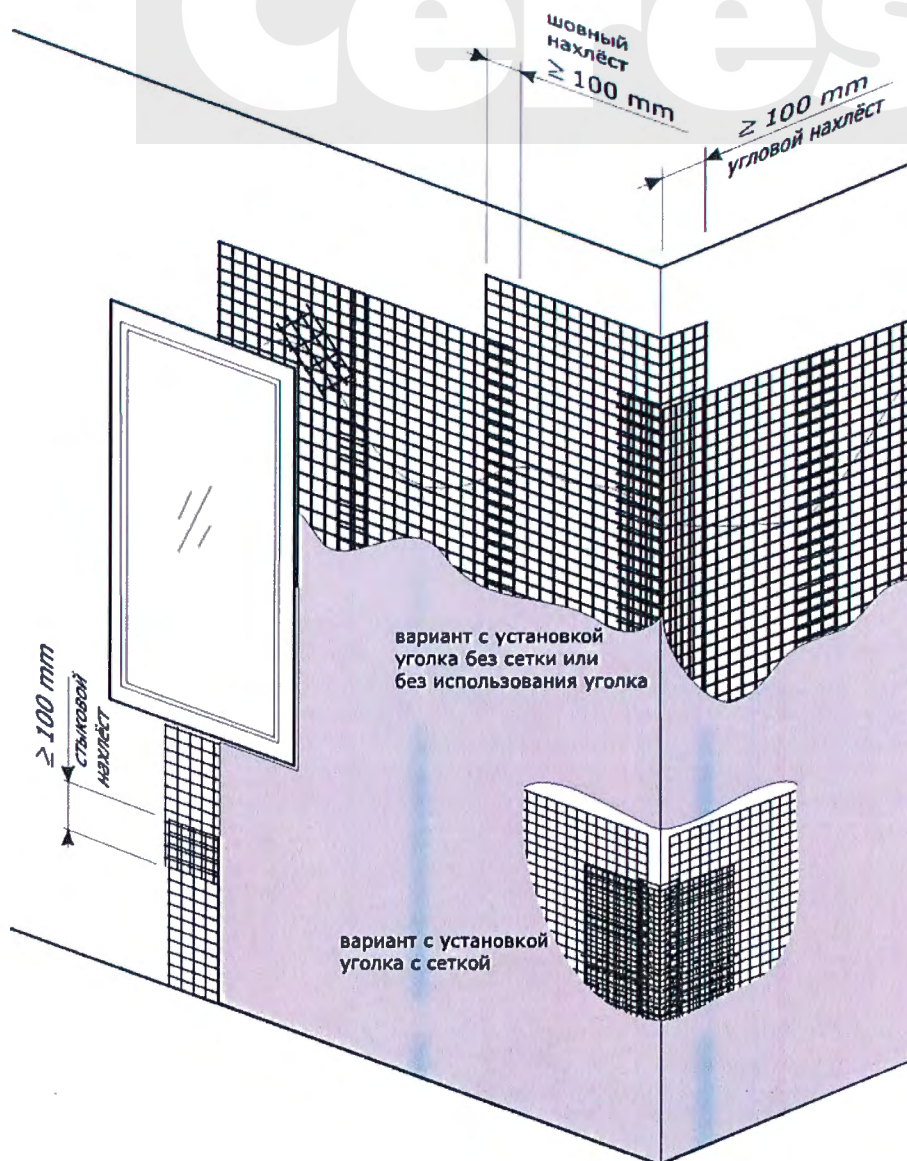 Ceres
шовный
нахлёст
≥ 100 mm
≥ 100 mm
угловой нахлёст
вариант с установкой
уголка без сетки или
без использования уголка
≥ 100 mm
стыковой
нахлёст
вариант с установкой
уголка с сеткой